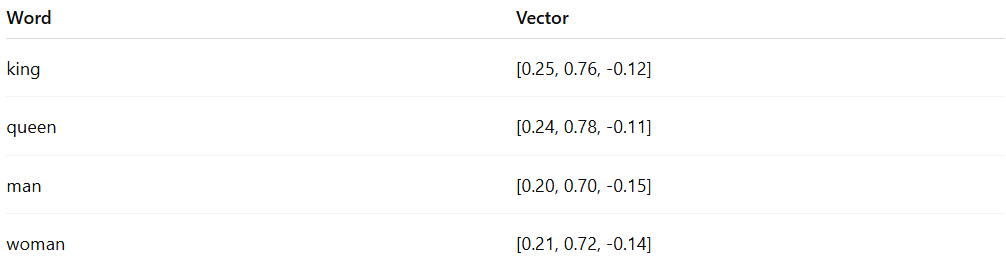 Word Vector
king [0.25, 0.76, -0.12]
queen [0.24, 0.78, -0.11]
man [0.20, 0.70, -0.15]
woman [0.21, 0.72, -0.14]